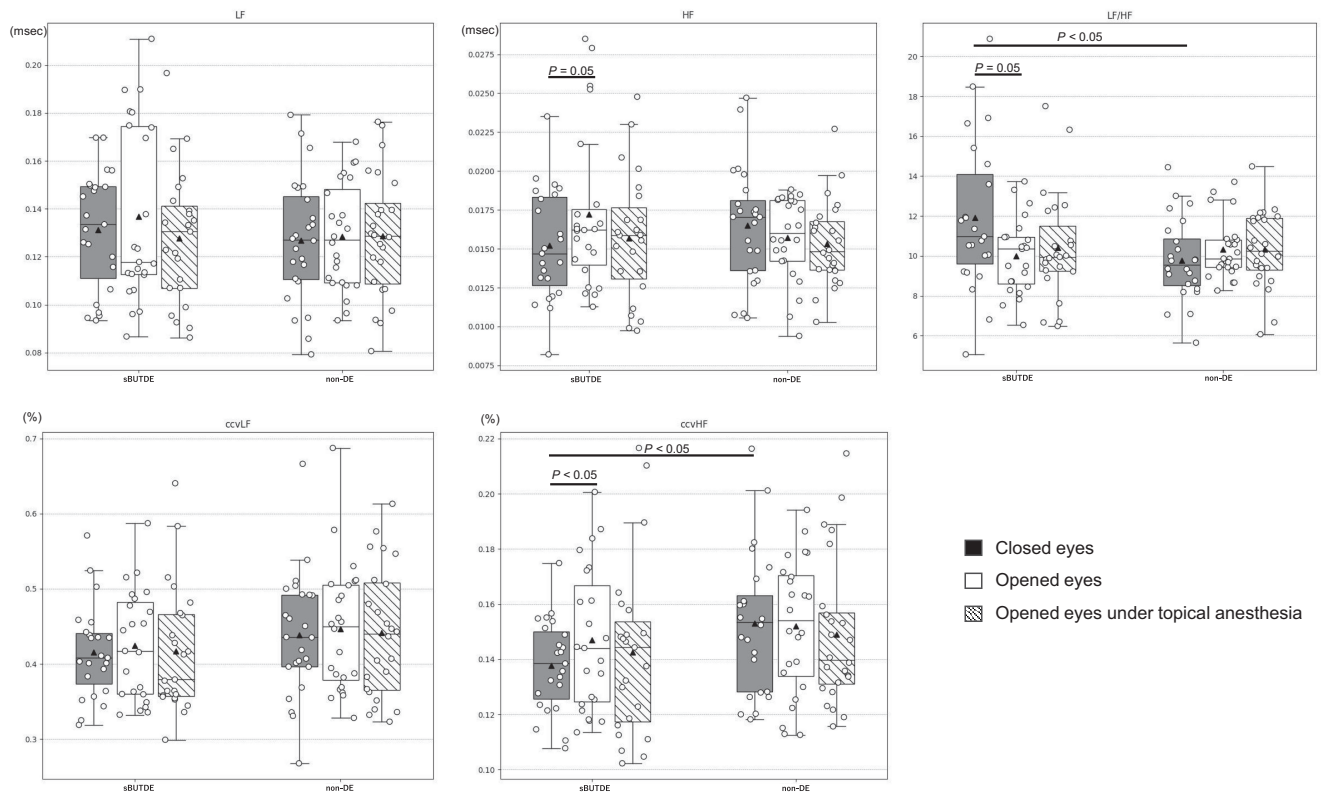 LF
(msec)
0.20
0.18
0.16
0.14
0.12
0.10
0.08
sBUTDE
non-DE
HF
(msec)
0.0275
0.0250
0.0225
0.0200
0.0175
0.0150
0.0125
0.0100
0.0075
P = 0.05
sBUTDE
non-DE
LF/HF
20
18
16
14
12
10
8
6
P < 0.05
P = 0.05
sBUTDE
non-DE
(%)
ccvLF
0.7
0.6
0.5
0.4
0.3
sBUTDE
non-DE
(%)
ccvHF
0.22
0.20
0.18
0.16
0.14
0.12
0.10
P < 0.05
P < 0.05
sBUTDE
non-DE
Closed eyes
Opened eyes
Opened eyes under topical anesthesia